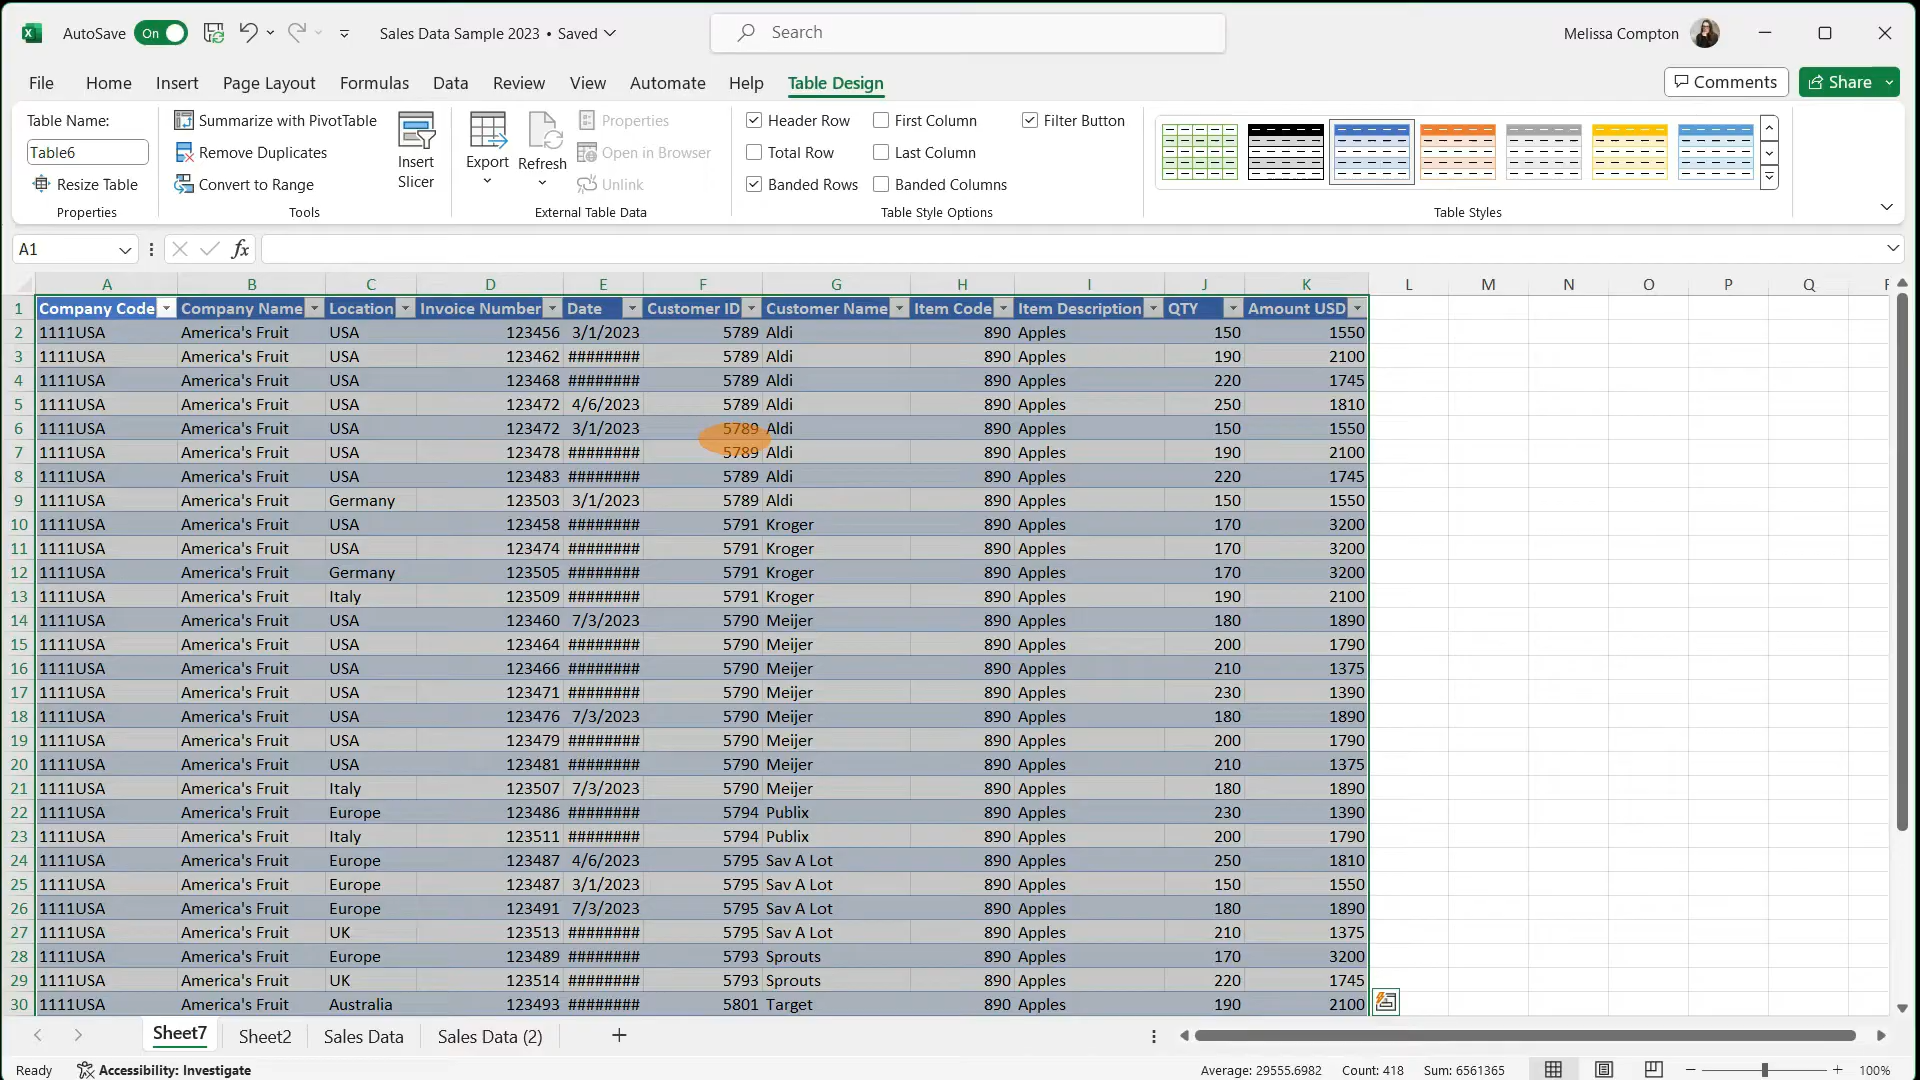 AutoSave On Sales Data Sample 2023 • Saved Search Melissa Compton
File Home Insert Page Layout Formulas Data Review View Automate Help Table Design Comments Share
Table Name:
Table6
Resize Table
Properties
Summarize with PivotTable
Remove Duplicates
Convert to Range
Tools
Insert
Slicer
Export
Refresh
Properties
Open in Browser
Unlink
External Table Data
Header Row First Column Filter Button
Total Row Last Column
Banded Rows Banded Columns
Table Style Options
Table Styles
A1 fx
A B C D E F G H I J K L M N O P Q
1 Company Code Company Name Location Invoice Number Date Customer ID Customer Name Item Code Item Description QTY Amount USD
2 1111USA America's Fruit USA 123456 3/1/2023 5789 Aldi 890 Apples 150 1550
3 1111USA America's Fruit USA 123462 ######## 5789 Aldi 890 Apples 190 2100
4 1111USA America's Fruit USA 123468 ######## 5789 Aldi 890 Apples 220 1745
5 1111USA America's Fruit USA 123472 4/6/2023 5789 Aldi 890 Apples 250 1810
6 1111USA America's Fruit USA 123472 3/1/2023 5789 Aldi 890 Apples 150 1550
7 1111USA America's Fruit USA 123478 ######## 5789 Aldi 890 Apples 190 2100
8 1111USA America's Fruit USA 123483 ######## 5789 Aldi 890 Apples 220 1745
9 1111USA America's Fruit Germany 123503 3/1/2023 5789 Aldi 890 Apples 150 1550
10 1111USA America's Fruit USA 123458 ######## 5791 Kroger 890 Apples 170 3200
11 1111USA America's Fruit USA 123474 ######## 5791 Kroger 890 Apples 170 3200
12 1111USA America's Fruit Germany 123505 ######## 5791 Kroger 890 Apples 170 3200
13 1111USA America's Fruit Italy 123509 ######## 5791 Kroger 890 Apples 190 2100
14 1111USA America's Fruit USA 123460 7/3/2023 5790 Meijer 890 Apples 180 1890
15 1111USA America's Fruit USA 123464 ######## 5790 Meijer 890 Apples 200 1790
16 1111USA America's Fruit USA 123466 ######## 5790 Meijer 890 Apples 210 1375
17 1111USA America's Fruit USA 123471 ######## 5790 Meijer 890 Apples 230 1390
18 1111USA America's Fruit USA 123476 7/3/2023 5790 Meijer 890 Apples 180 1890
19 1111USA America's Fruit USA 123479 ######## 5790 Meijer 890 Apples 200 1790
20 1111USA America's Fruit USA 123481 ######## 5790 Meijer 890 Apples 210 1375
21 1111USA America's Fruit Italy 123507 7/3/2023 5790 Meijer 890 Apples 180 1890
22 1111USA America's Fruit Europe 123486 ######## 5794 Publix 890 Apples 230 1390
23 1111USA America's Fruit Italy 123511 ######## 5794 Publix 890 Apples 200 1790
24 1111USA America's Fruit Europe 123487 4/6/2023 5795 Sav A Lot 890 Apples 250 1810
25 1111USA America's Fruit Europe 123487 3/1/2023 5795 Sav A Lot 890 Apples 150 1550
26 1111USA America's Fruit Europe 123491 7/3/2023 5795 Sav A Lot 890 Apples 180 1890
27 1111USA America's Fruit UK 123513 ######## 5795 Sav A Lot 890 Apples 210 1375
28 1111USA America's Fruit Europe 123489 ######## 5793 Sprouts 890 Apples 170 3200
29 1111USA America's Fruit UK 123514 ######## 5793 Sprouts 890 Apples 220 1745
30 1111USA America's Fruit Australia 123493 ######## 5801 Target 890 Apples 190 2100
Sheet7 Sheet2 Sales Data Sales Data (2)
Ready Accessibility: Investigate Average: 29555.6982 Count: 418 Sum: 6561365 100%